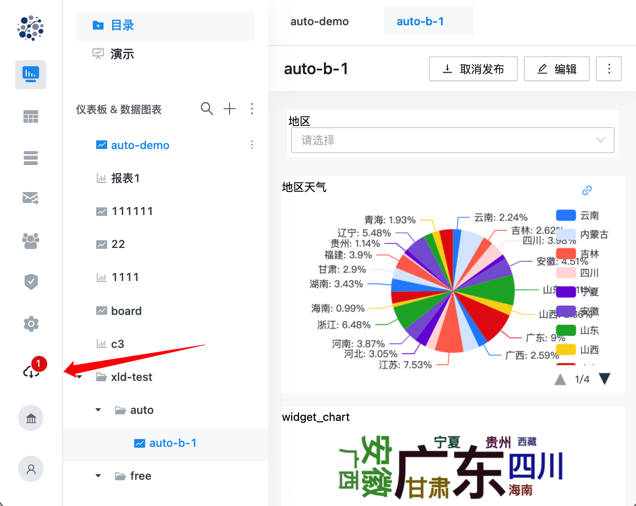 auto-demo
auto-b-1
目录
演示
仪表板 & 数据图表
auto-demo
报表1
111111
22
1111
board
c3
xld-test
auto
auto-b-1
free
1
auto-b-1
取消发布
编辑
地区
请选择
地区天气
青海: 1.93%
辽宁: 5.48%
贵州: 1.14%
福建: 3.9%
甘肃: 2.9%
湖南: 3.43%
海南: 0.99%
浙江: 6.48%
河南: 3.87%
河北: 3.05%
江苏: 7.53%
云南: 2.24%
吉林: 2.62%
四川: 3.98%
安徽: 4.51%
广东: 9%
广西: 2.59%
云南
内蒙古
吉林
四川
宁夏
安徽
山东
山西
1/4
widget_chart
宁夏
贵州
西藏
安徽
广西
广东
四川
甘肃
海南